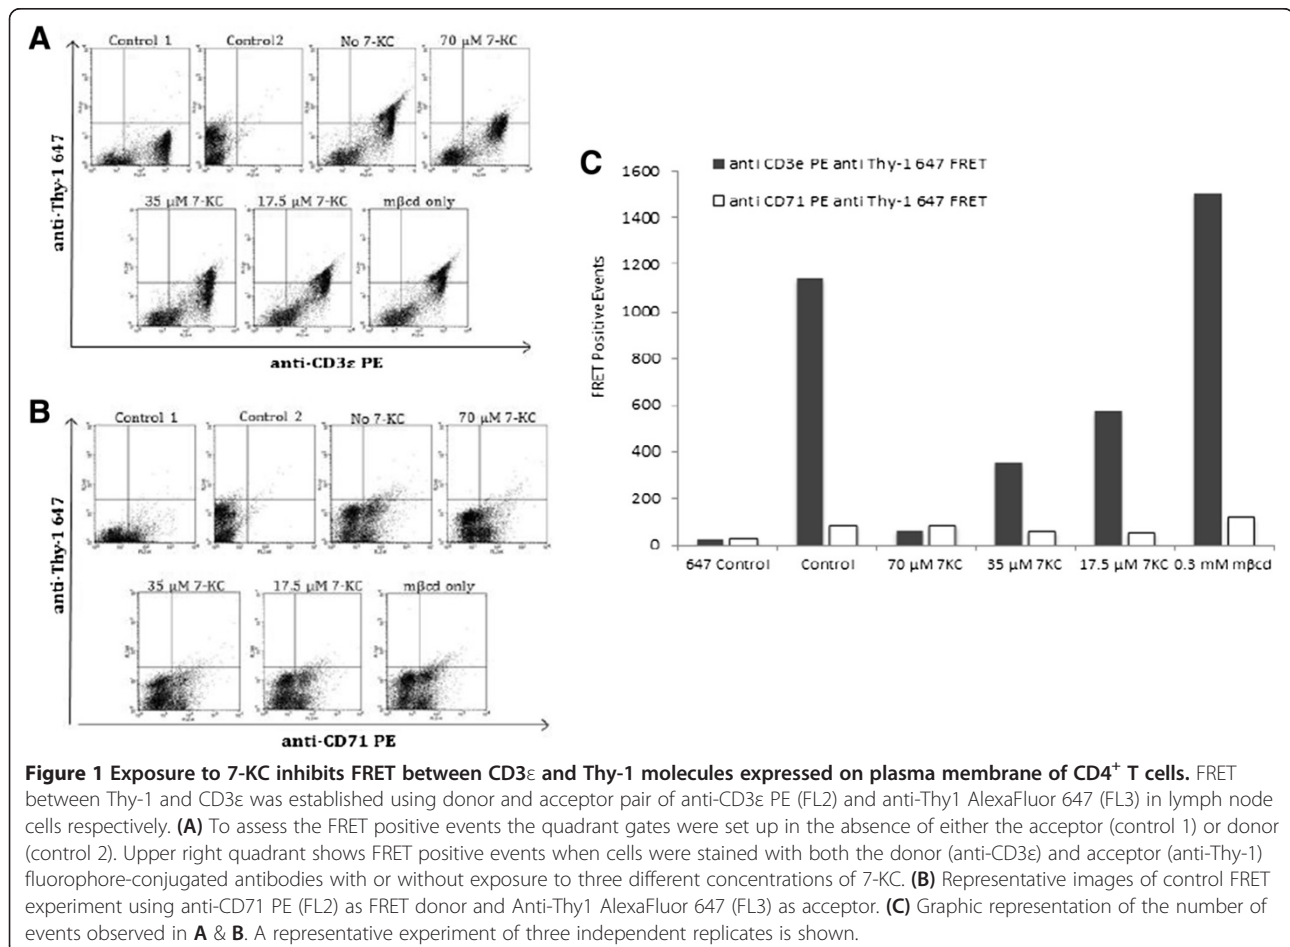 A
Control 1
Control2
No 7-KC
70 µM 7-KC
anti-Thy-1 647
35 µM 7-KC
17.5 µM 7-KC
mβcd only
anti-CD3ε PE
B
Control 1
Control 2
No 7-KC
70 µM 7-KC
anti-Thy-1 647
35 µM 7-KC
17.5 µM 7-KC
mβcd only
anti-CD71 PE
C
anti CD3e PE anti Thy-1 647 FRET
anti CD71 PE anti Thy-1 647 FRET
FRET Positive Events
1600
1400
1200
1000
800
600
400
200
0
647 Control
Control
70 µM 7KC
35 µM 7KC
17.5 µM 7KC
0.3 mM mβcd
Figure 1 Exposure to 7-KC inhibits FRET between CD3ε and Thy-1 molecules expressed on plasma membrane of CD4+ T cells. FRET
between Thy-1 and CD3ε was established using donor and acceptor pair of anti-CD3ε PE (FL2) and anti-Thy1 AlexaFluor 647 (FL3) in lymph node
cells respectively. (A) To assess the FRET positive events the quadrant gates were set up in the absence of either the acceptor (control 1) or donor
(control 2). Upper right quadrant shows FRET positive events when cells were stained with both the donor (anti-CD3ε) and acceptor (anti-Thy-1)
fluorophore-conjugated antibodies with or without exposure to three different concentrations of 7-KC. (B) Representative images of control FRET
experiment using anti-CD71 PE (FL2) as FRET donor and Anti-Thy1 AlexaFluor 647 (FL3) as acceptor. (C) Graphic representation of the number of
events observed in A & B. A representative experiment of three independent replicates is shown.